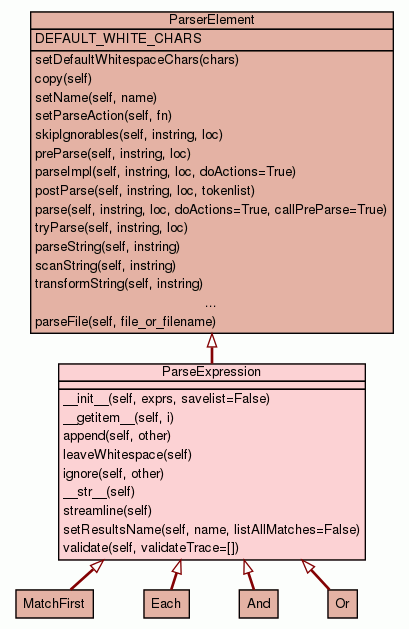 ParserElement
DEFAULT_WHITE_CHARS
setDefaultWhitespaceChars(chars)
copy(self)
setName(self, name)
setParseAction(self, fn)
skipIgnorables(self, instring, loc)
preParse(self, instring, loc)
parseImpl(self, instring, loc, doActions=True)
postParse(self, instring, loc, tokenlist)
parse(self, instring, loc, doActions=True, callPreParse=True)
tryParse(self, instring, loc)
parseString(self, instring)
scanString(self, instring)
transformString(self, instring)
...
parseFile(self, file_or_filename)
ParseExpression
__init__(self, exprs, savelist=False)
__getitem__(self, i)
append(self, other)
leaveWhitespace(self)
ignore(self, other)
__str__(self)
streamline(self)
setResultsName(self, name, listAllMatches=False)
validate(self, validateTrace=[])
MatchFirst
Each
And
Or